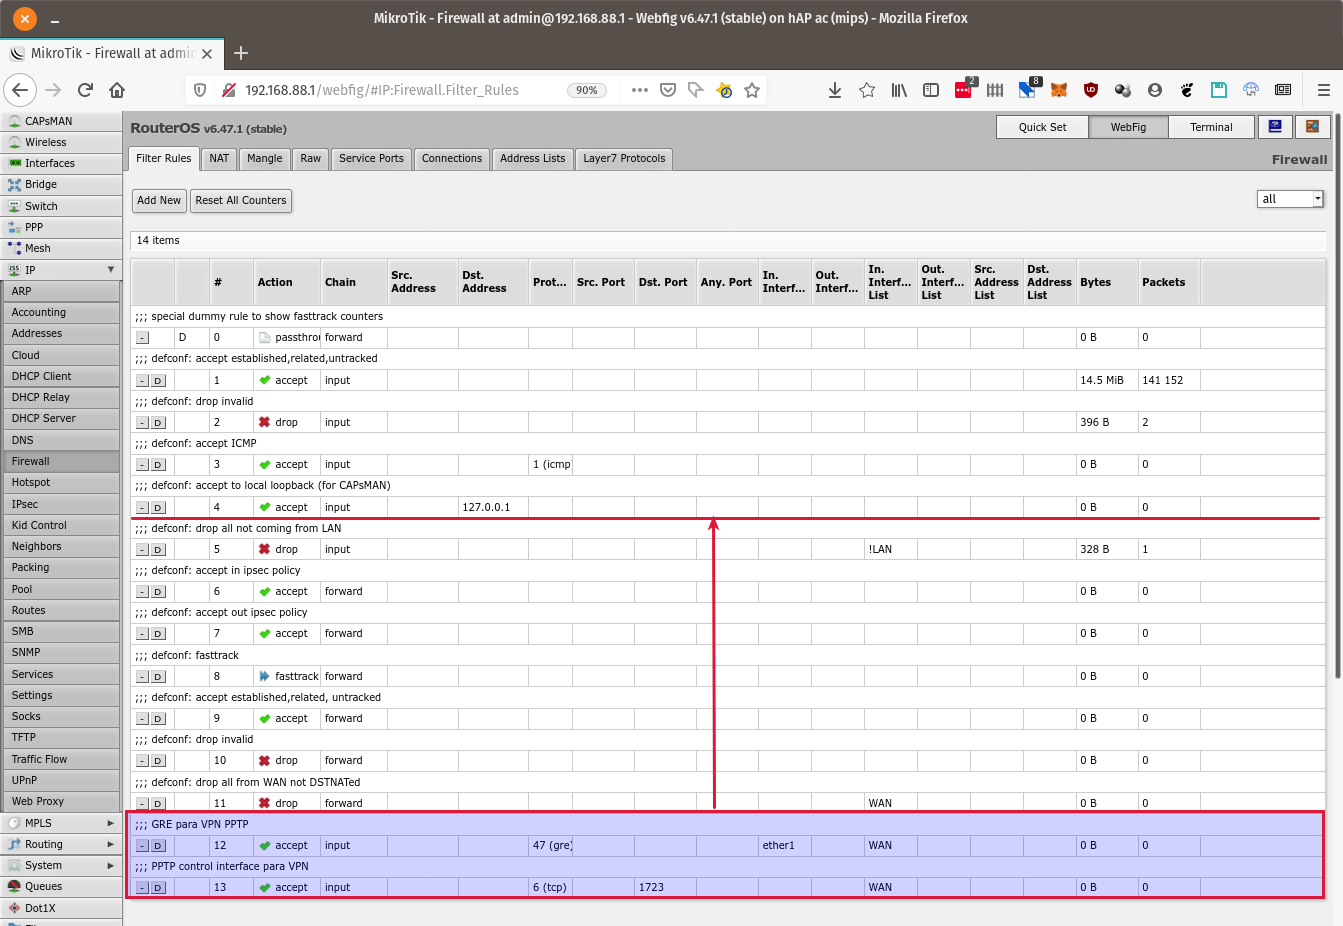 MikroTik - Firewall at admin@192.168.88.1 - Webfig v6.47.1 (stable) on hAP ac (mips) - Mozilla Firefox
MikroTik - Firewall at admin
192.168.88.1/webfig/#IP:Firewall.Filter_Rules
90%
2
8
CAPsMAN
Wireless
Interfaces
Bridge
Switch
PPP
Mesh
IP
ARP
Accounting
Addresses
Cloud
DHCP Client
DHCP Relay
DHCP Server
DNS
Firewall
Hotspot
IPsec
Kid Control
Neighbors
Packing
Pool
Routes
SMB
SNMP
Services
Settings
Socks
TFTP
Traffic Flow
UPnP
Web Proxy
MPLS
Routing
System
Queues
Dot1X
RouterOS v6.47.1 (stable)
Quick Set WebFig Terminal
Filter Rules NAT Mangle Raw Service Ports Connections Address Lists Layer7 Protocols
Firewall
Add New Reset All Counters
all
14 items
# Action Chain Src. Address Dst. Address Prot... Src. Port Dst. Port Any. Port In. Interf... Out. Interf... In. Interf... List Out. Interf... List Src. Address List Dst. Address List Bytes Packets
;;; special dummy rule to show fasttrack counters
- D 0 passthrou forward 0 B 0
;;; defconf: accept established,related,untracked
- D 1 accept input 14.5 MiB 141 152
;;; defconf: drop invalid
- D 2 drop input 396 B 2
;;; defconf: accept ICMP
- D 3 accept input 1 (icmp) 0 B 0
;;; defconf: accept to local loopback (for CAPsMAN)
- D 4 accept input 127.0.0.1 0 B 0
;;; defconf: drop all not coming from LAN
- D 5 drop input !LAN 328 B 1
;;; defconf: accept in ipsec policy
- D 6 accept forward 0 B 0
;;; defconf: accept out ipsec policy
- D 7 accept forward 0 B 0
;;; defconf: fasttrack
- D 8 fasttrack forward 0 B 0
;;; defconf: accept established,related, untracked
- D 9 accept forward 0 B 0
;;; defconf: drop invalid
- D 10 drop forward 0 B 0
;;; defconf: drop all from WAN not DSTNATed
- D 11 drop forward WAN 0 B 0
;;; GRE para VPN PPTP
- D 12 accept input 47 (gre) ether1 WAN 0 B 0
;;; PPTP control interface para VPN
- D 13 accept input 6 (tcp) 1723 WAN 0 B 0